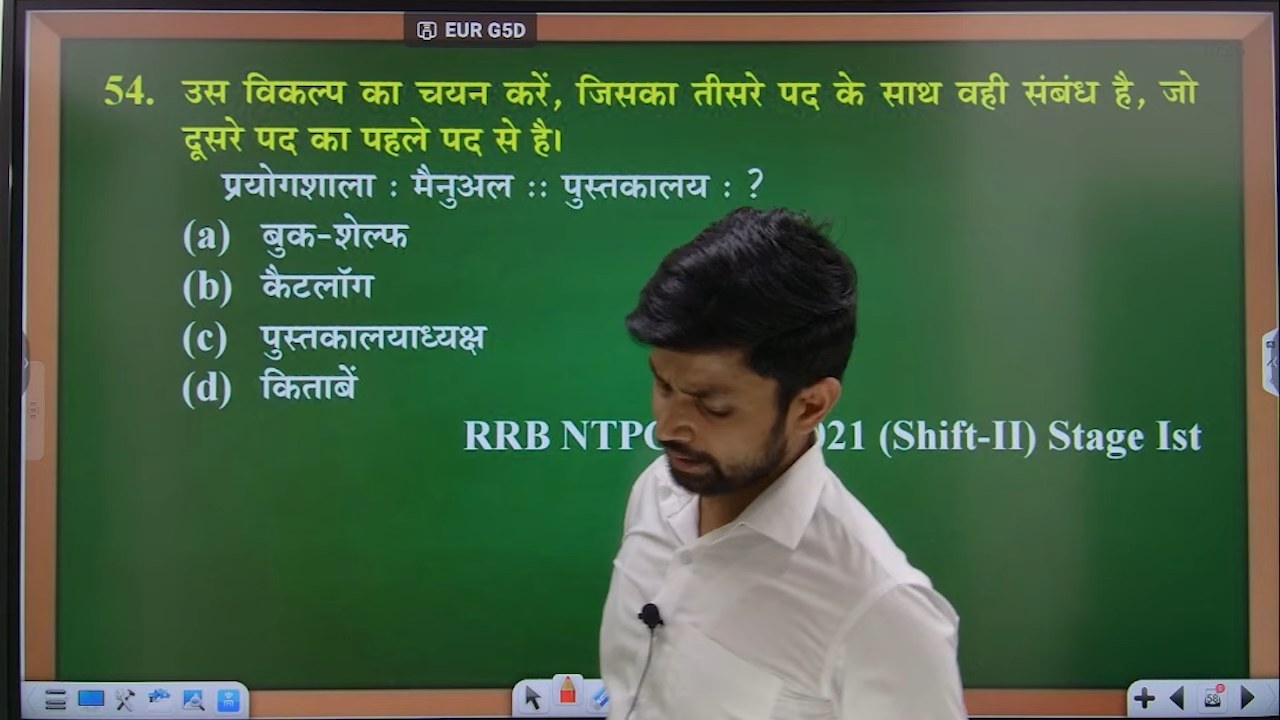 EUR G5D
54. उस विकल्प का चयन करें, जिसका तीसरे पद के साथ वही संबंध है, जो
दूसरे पद का पहले पद से है।
प्रयोगशाला : मैनुअल :: पुस्तकालय : ?
(a) बुक-शेल्फ
(b) कैटलॉग
(c) पुस्तकालयाध्यक्ष
(d) किताबें
RRB NTPC 21 (Shift-II) Stage Ist
58